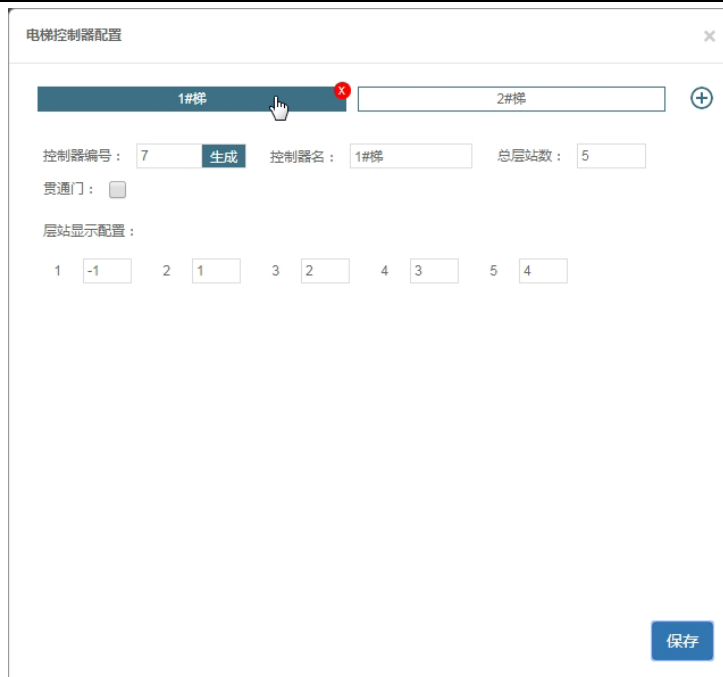 电梯控制器配置 ×
1#梯 X 2#梯
控制器编号： 7 生成 控制器名： 1#梯 总层站数： 5
贯通门：
层站显示配置：
1 -1 2 1 3 2 4 3 5 4
保存